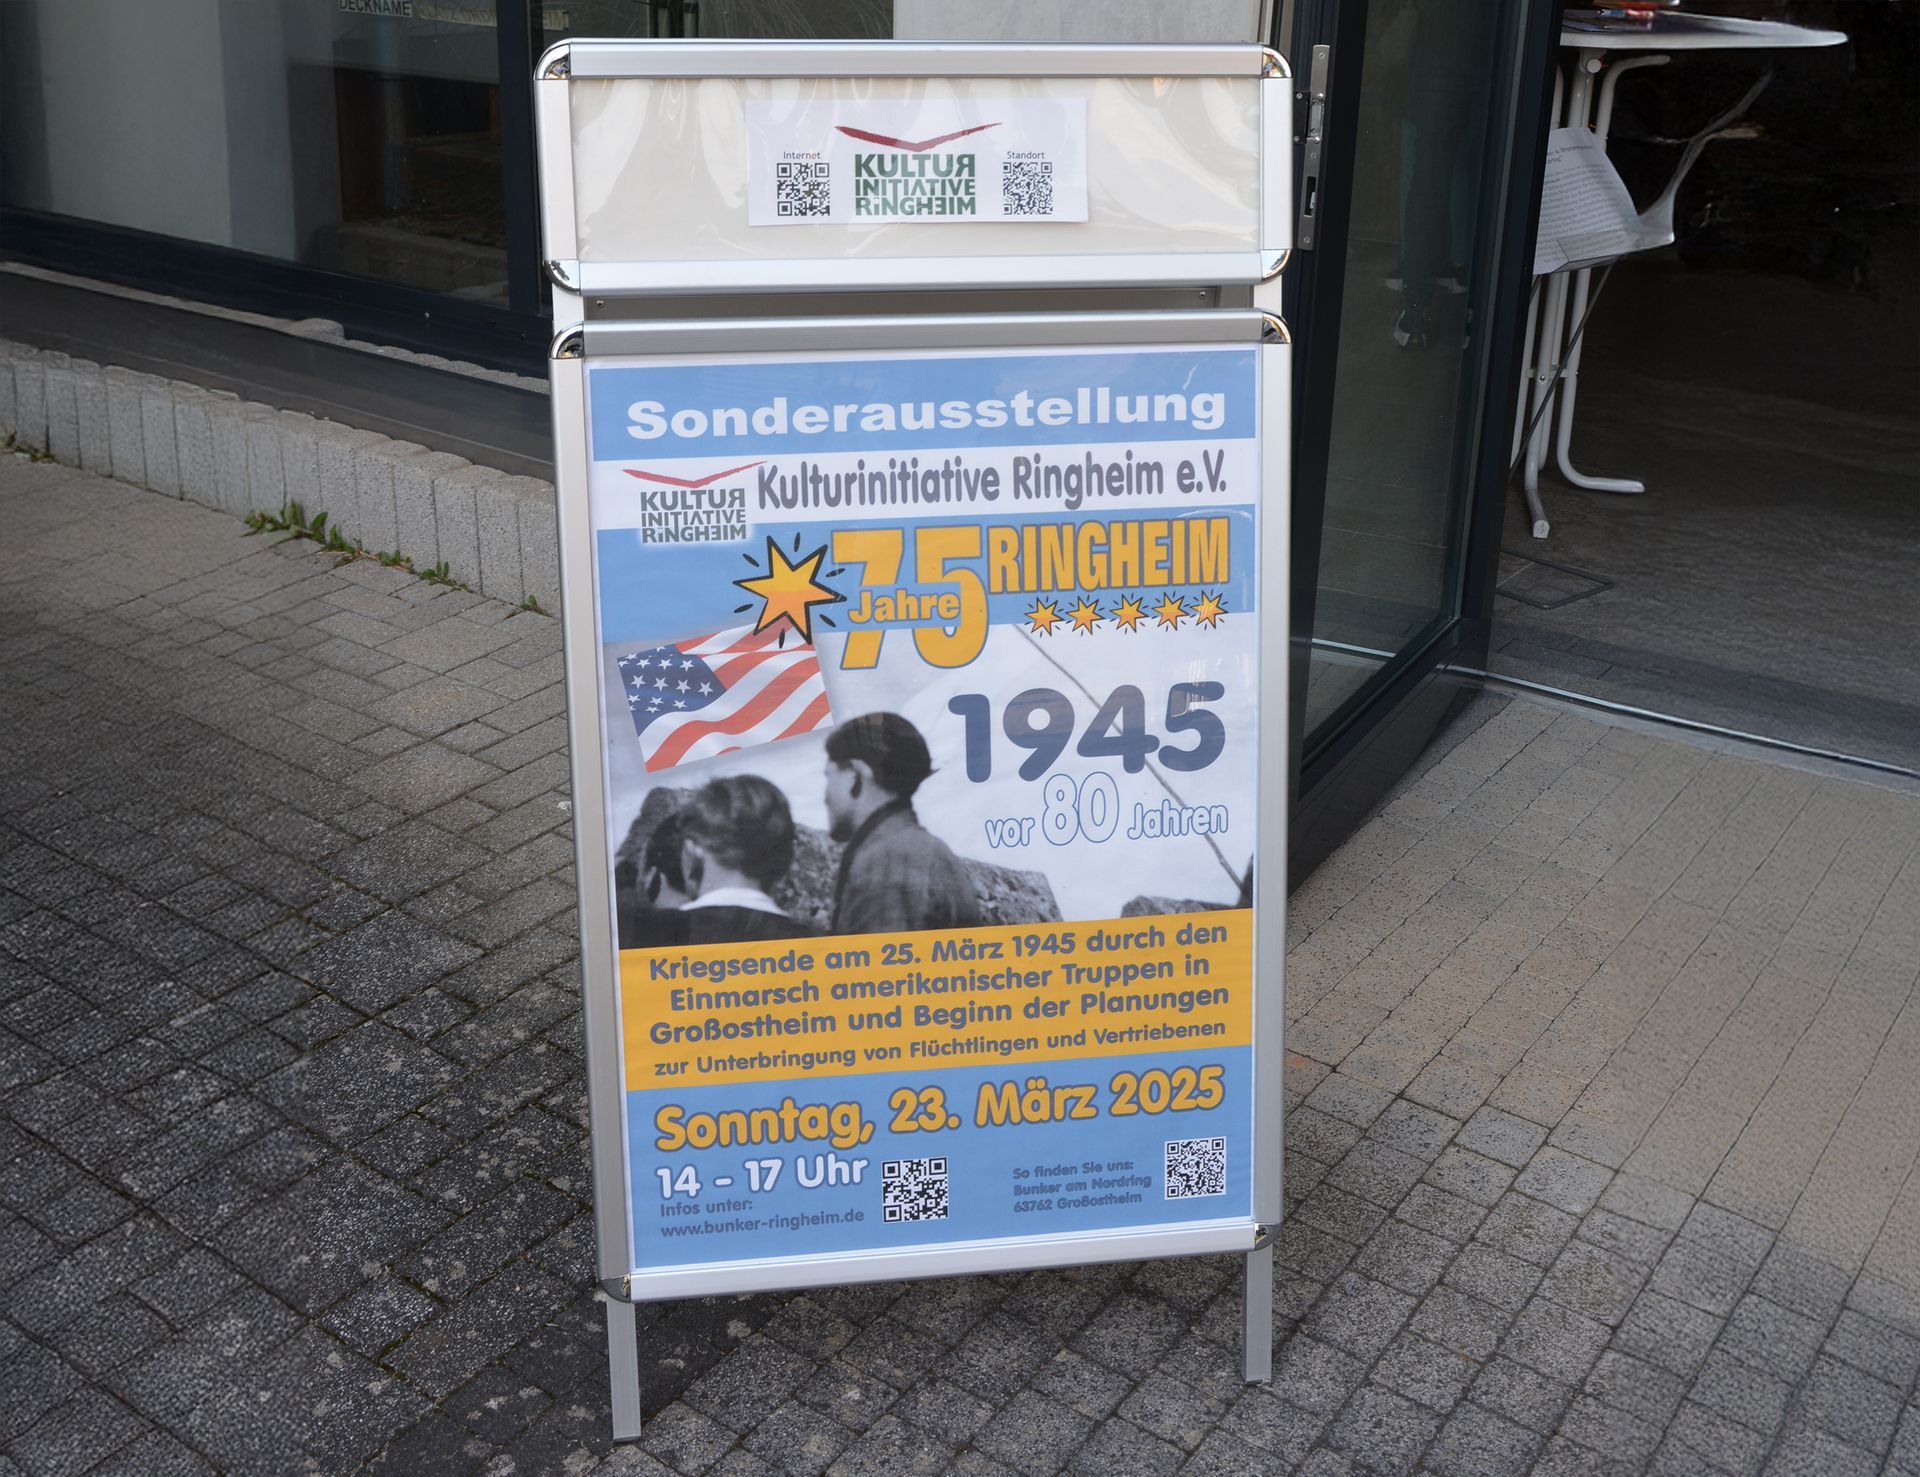 DECKNAME
Internet
KULTUR
INITIATIVE
RINGHEIM
Standort
Sonderausstellung
KULTUR
INITIATIVE
RINGHEIM
Kulturinitiative Ringheim e.V.
75
Jahre
RINGHEIM
1945
vor 80 Jahren
Kriegsende am 25. März 1945 durch den
Einmarsch amerikanischer Truppen in
Großostheim und Beginn der Planungen
zur Unterbringung von Flüchtlingen und Vertriebenen
Sonntag, 23. März 2025
14 - 17 Uhr
Infos unter:
www.bunker-ringheim.de
So finden Sie uns:
Bunker am Nordring
63762 Großostheim